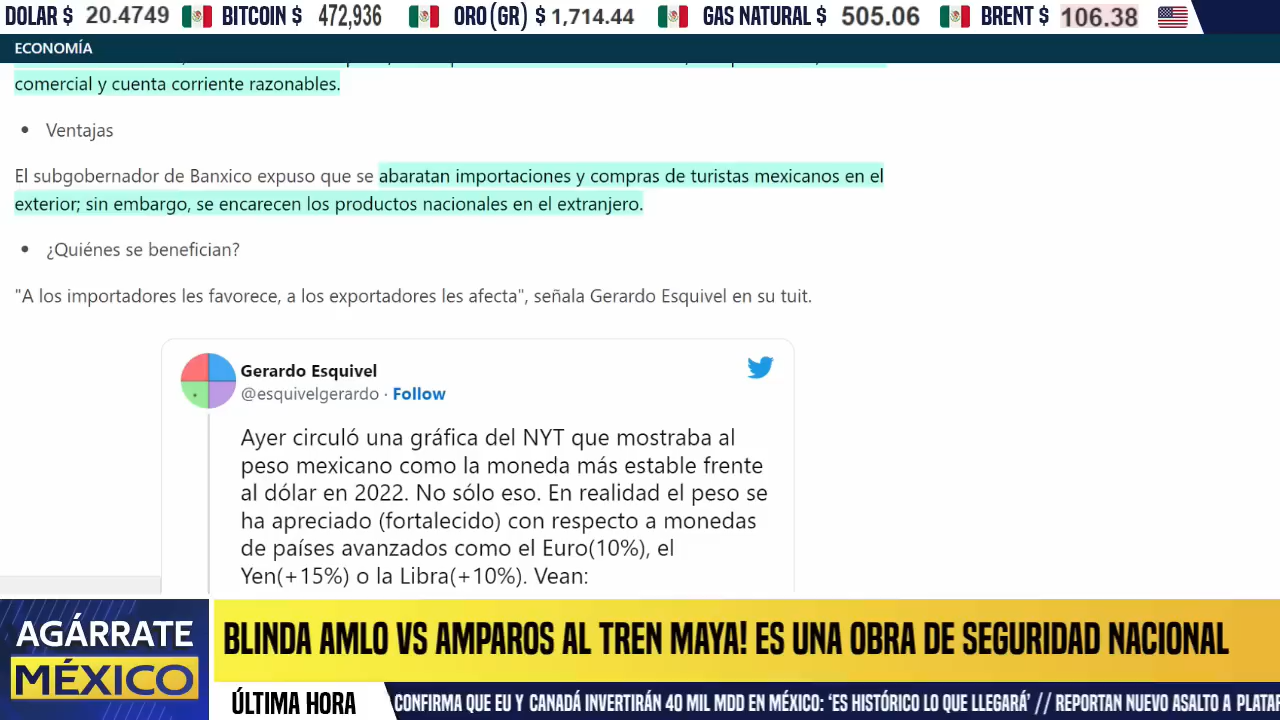 DOLAR $ 20.4749 BITCOIN $ 472,936 ORO (GR) $ 1,714.44 GAS NATURAL $ 505.06 BRENT $ 106.38
ECONOMÍA
comercial y cuenta corriente razonables.
• Ventajas
El subgobernador de Banxico expuso que se abaratan importaciones y compras de turistas mexicanos en el
exterior; sin embargo, se encarecen los productos nacionales en el extranjero.
• ¿Quiénes se benefician?
"A los importadores les favorece, a los exportadores les afecta", señala Gerardo Esquivel en su tuit.
Gerardo Esquivel
@esquivelgerardo · Follow
Ayer circuló una gráfica del NYT que mostraba al
peso mexicano como la moneda más estable frente
al dólar en 2022. No sólo eso. En realidad el peso se
ha apreciado (fortalecido) con respecto a monedas
de países avanzados como el Euro(10%), el
Yen(+15%) o la Libra(+10%). Vean:
AGÁRRATE
MÉXICO
BLINDA AMLO VS AMPAROS AL TREN MAYA! ES UNA OBRA DE SEGURIDAD NACIONAL
ÚLTIMA HORA
CONFIRMA QUE EU Y CANADÁ INVERTIRÁN 40 MIL MDD EN MÉXICO: 'ES HISTÓRICO LO QUE LLEGARÁ' // REPORTAN NUEVO ASALTO A PLATAF